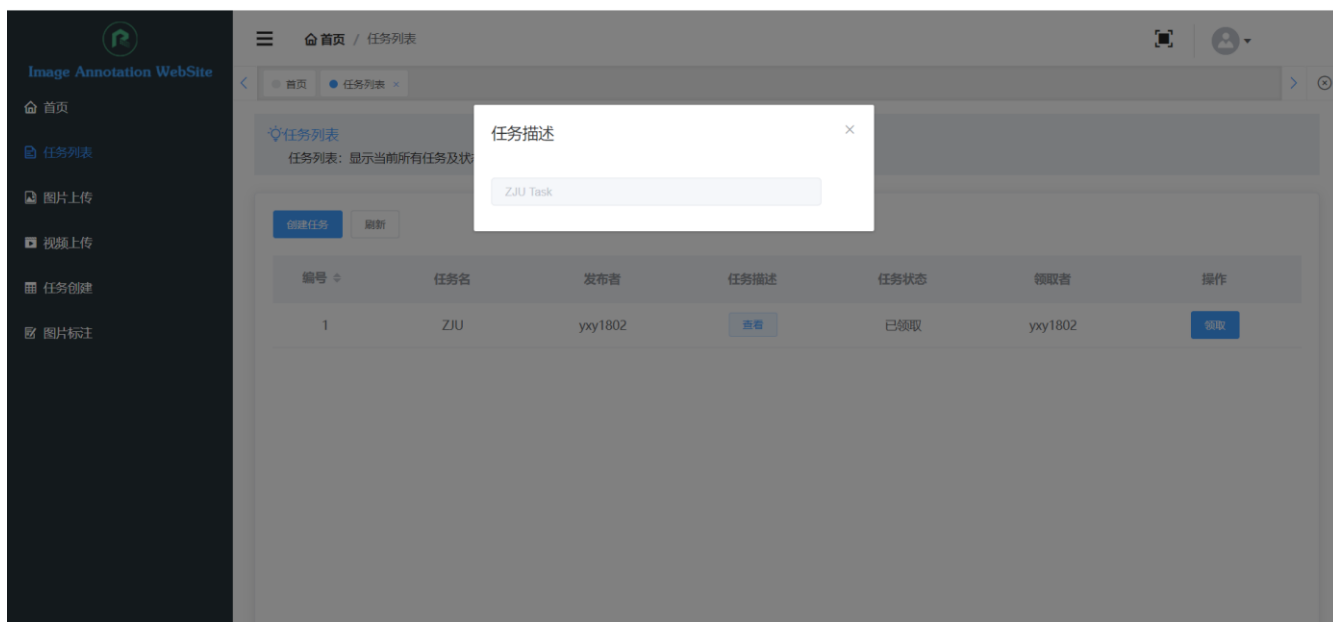 Image Annotation WebSite
首页
任务列表
图片上传
视频上传
任务创建
图片标注
首页 / 任务列表
首页
任务列表 ×
任务列表
任务列表：显示当前所有任务及状
任务描述 ×
ZJU Task
创建任务 刷新
编号 任务名 发布者 任务描述 任务状态 领取者 操作
1 ZJU yxy1802 查看 已领取 yxy1802 领取